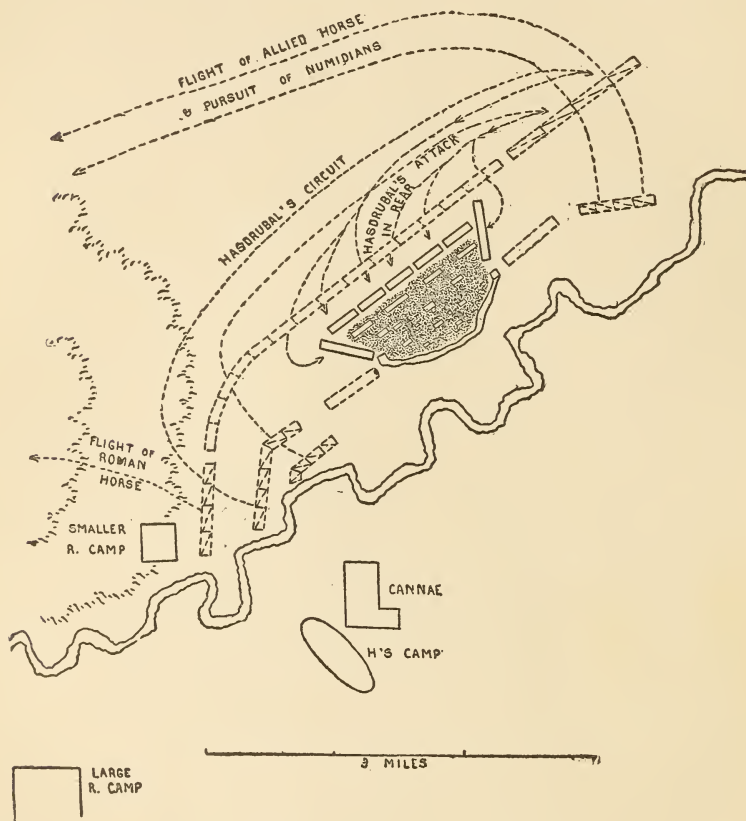 FLIGHT OF ALLIED HORSE
& PURSUIT OF NUMIDIANS
HASDRUBAL'S CIRCUIT
HASDRUBAL'S ATTACK
IN REAR
FLIGHT OF
ROMAN
HORSE
SMALLER
R. CAMP
CANNAE
H'S CAMP
2 MILES
LARGE
R. CAMP